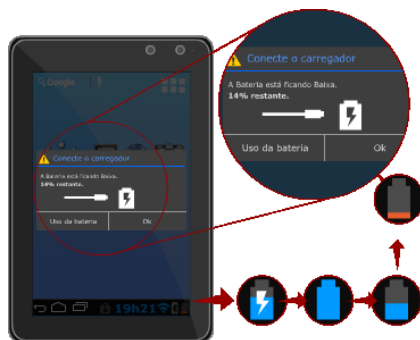 Conecte o carregador
A Bateria está ficando Baixa.
14% restante.
Uso da bateria
Ok
Google
Conecte o carregador
A Bateria está ficando Baixa.
14% restante.
Uso da bateria
Ok
19h21